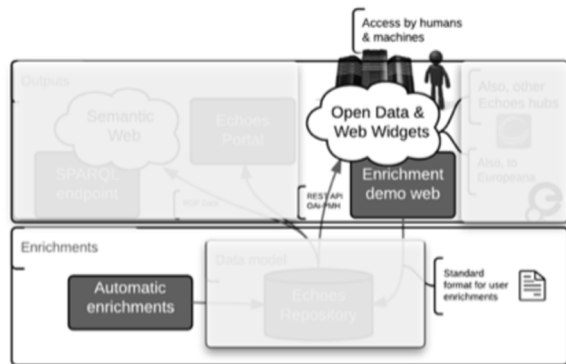 Access by humans
& machines
Outputs
Also, other
Echoes hubs
Semantic
Web
Echoes
Portal
Open Data &
Web Widgets
SPARQL
endpoint
Enrichment
demo web
Also, to
Europeana
REST API
OAI-PMH
Enrichments
Data model
Automatic
enrichments
Echoes
Repository
Standard
format for user
enrichments